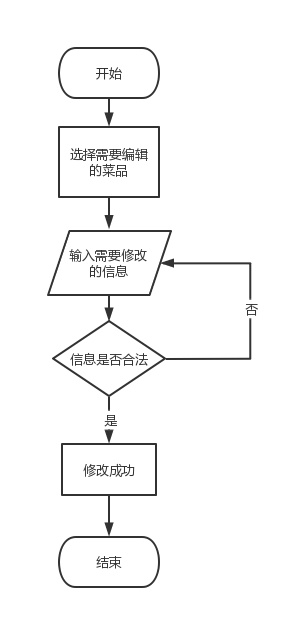 开始
选择需要编辑
的菜品
输入需要修改
的信息
信息是否合法
否
是
修改成功
结束